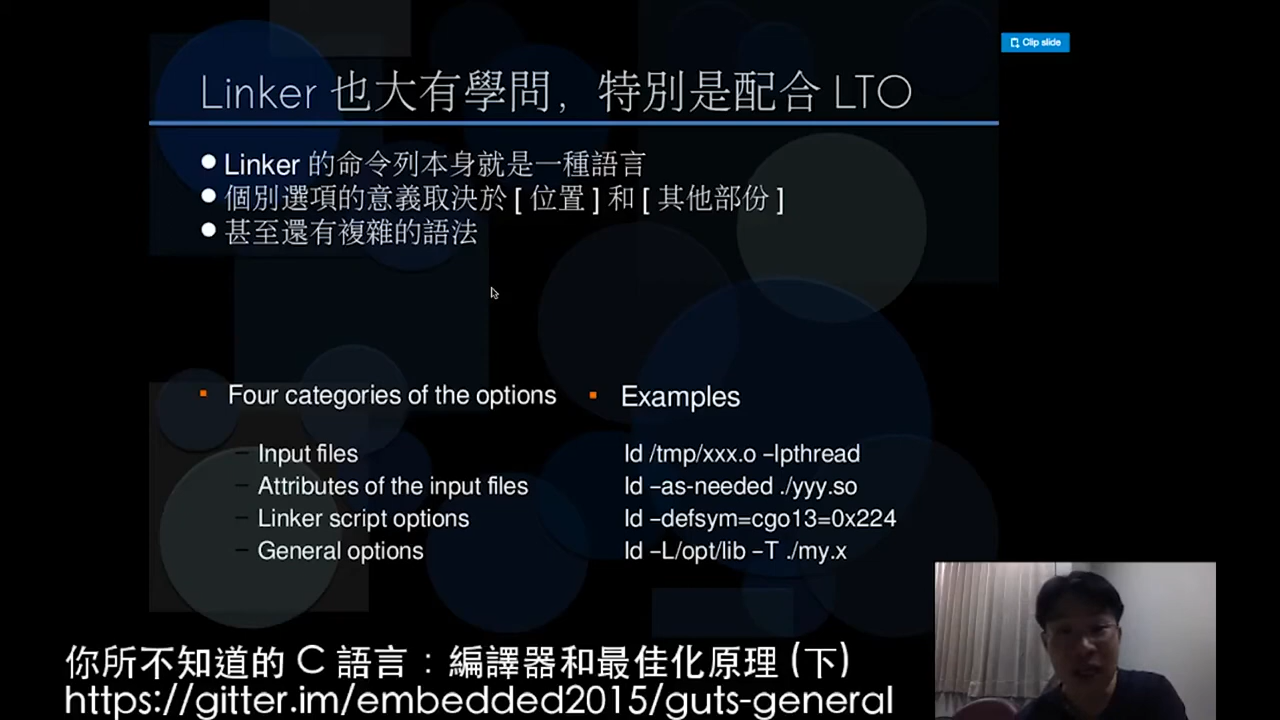 Clip slide
Linker 也大有學問，特別是配合 LTO
Linker 的命令列本身就是一種語言
個別選項的意義取決於 [ 位置 ] 和 [ 其他部份 ]
甚至還有複雜的語法
Four categories of the options
Input files
Attributes of the input files
Linker script options
General options
Examples
ld /tmp/xxx.o –lpthread
ld –as-needed ./yyy.so
ld –defsym=cgo13=0x224
ld –L/opt/lib –T ./my.x
你所不知道的 C 語言：編譯器和最佳化原理 (下)
https://gitter.im/embedded2015/guts-general